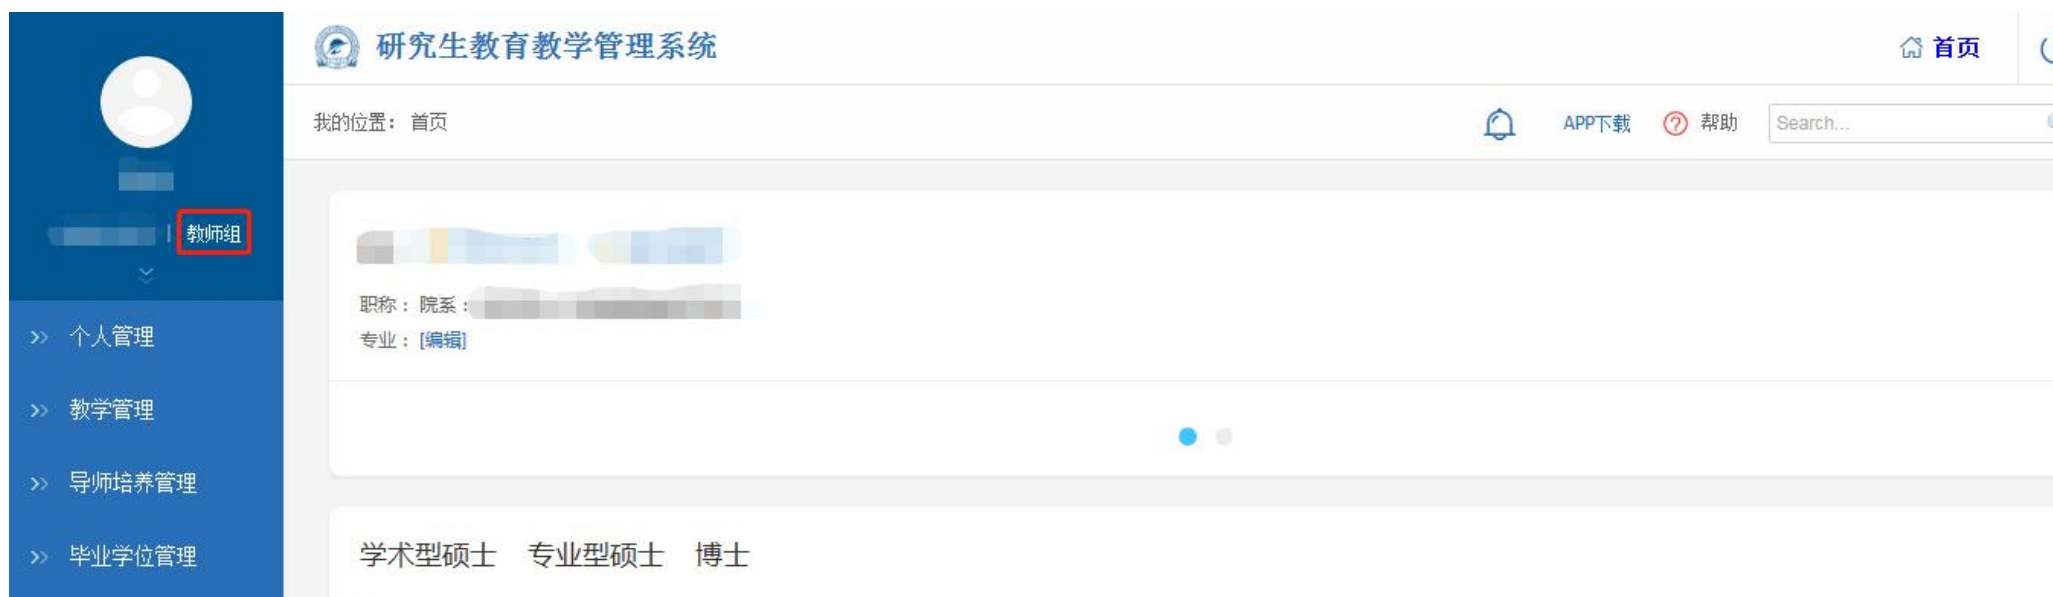 研究生教育教学管理系统
首页
我的位置： 首页
APP下载
帮助
Search...
| 教师组
职称： 院系：
专业： [编辑]
>> 个人管理
>> 教学管理
>> 导师培养管理
>> 毕业学位管理
学术型硕士 专业型硕士 博士